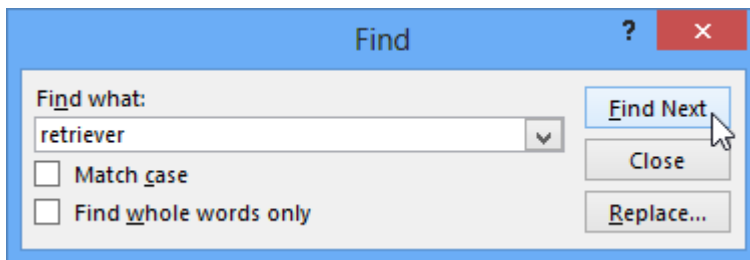 Find
?
×
Find what:
Find Next
retriever
Match case
Close
Find whole words only
Replace...